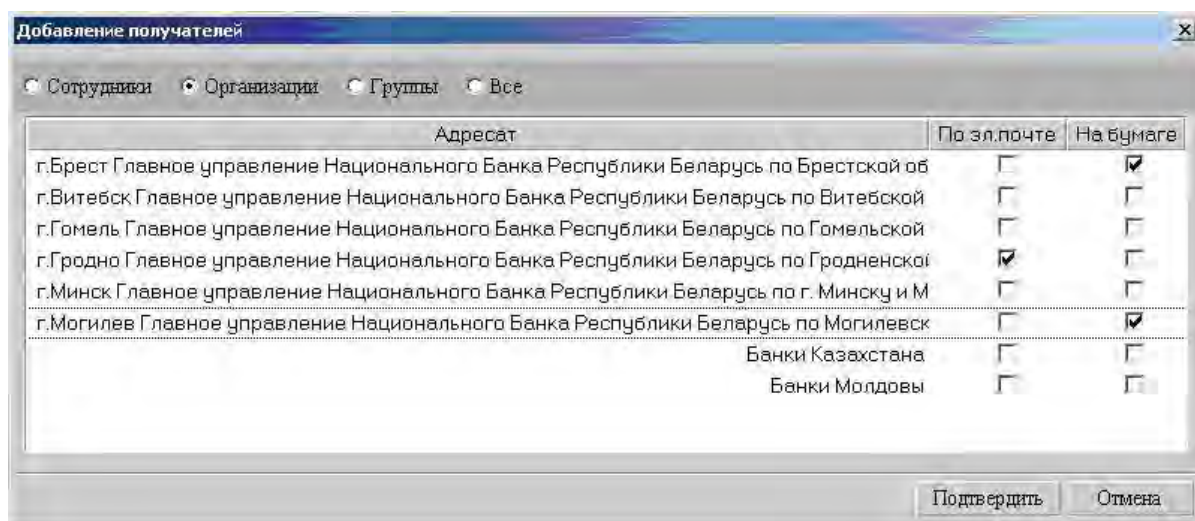 Добавление получателей
Сотрудники Организации Группы Все
Адресат По эл.почте На бумаге
г.Брест Главное управление Национального Банка Республики Беларусь по Брестской об
г.Витебск Главное управление Национального Банка Республики Беларусь по Витебской
г.Гомель Главное управление Национального Банка Республики Беларусь по Гомельской
г.Гродно Главное управление Национального Банка Республики Беларусь по Гродненской
г.Минск Главное управление Национального Банка Республики Беларусь по г. Минску и М
г.Могилев Главное управление Национального Банка Республики Беларусь по Могилевск
Банки Казахстана
Банки Молдовы
Подтвердить Отмена